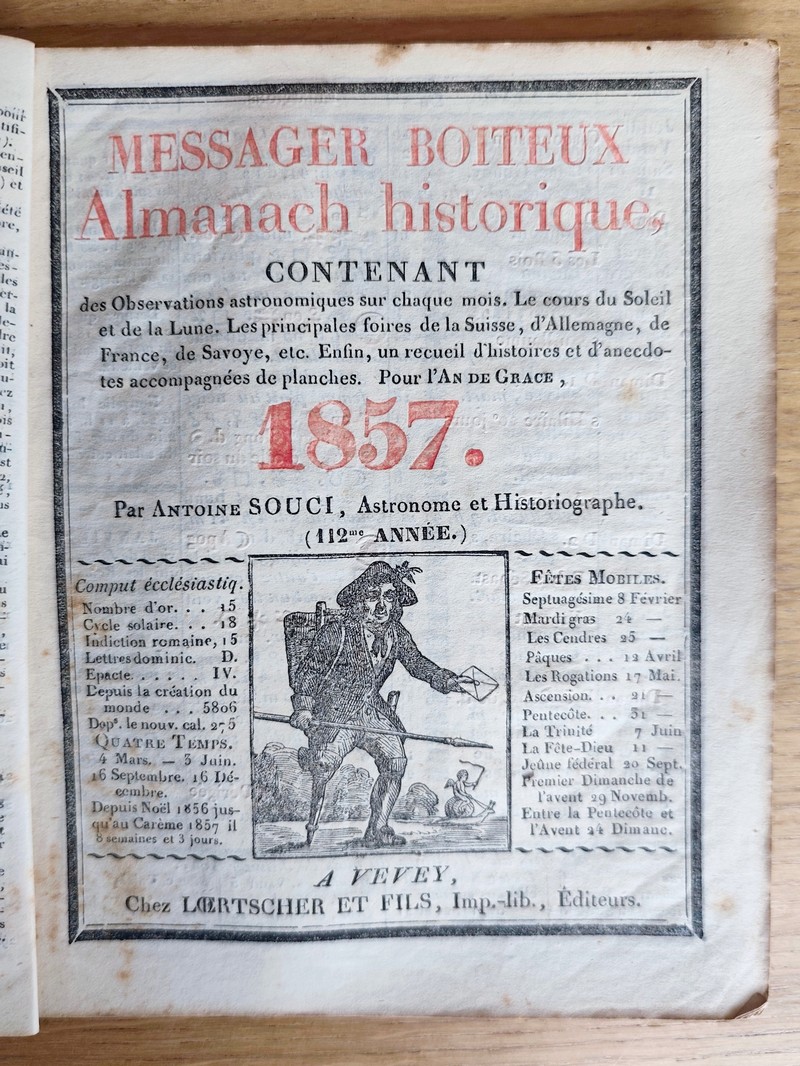 MESSAGER BOITEUX
Almanach historique,
CONTENANT
des Observations astronomiques sur chaque mois. Le cours du Soleil
et de la Lune. Les principales foires de la Suisse, d'Allemagne, de
France, de Savoye, etc. Enfin, un recueil d'histoires et d'anecdo-
tes accompagnées de planches. Pour l'AN DE GRACE,
1857.
Par ANTOINE SOUCI, Astronome et Historiographe.
(112me ANNÉE.)
Comput écclésiastiq.
Nombre d'or. . . 15
Cycle solaire. . . 18
Indiction romaine, 15
Lettres dominic. D.
Epacte. . . . . . IV.
Depuis la création du
monde . . . 5806
Dep.s le nouv. cal. 275
QUATRE TEMPS.
4 Mars. — 3 Juin.
16 Septembre. 16 Dé-
cembre.
Depuis Noël 1856 jus-
qu'au Carème 1857 il
8 semaines et 3 jours.
FÊTES MOBILES.
Septuagésime 8 Février
Mardi gras 24 —
Les Cendres 25 —
Pâques . . . 12 Avril
Les Rogations 17 Mai.
Ascension. . . 21 —
Pentecôte. . . 31 —
La Trinité 7 Juin
La Fête-Dieu 11 —
Jeûne fédéral 20 Sept.
Premier Dimanche de
l'avent 29 Novemb.
Entre la Pentecôte et
l'Avent 24 Dimanc.
A VEVEY,
Chez LŒRTSCHER ET FILS, Imp.-lib., Éditeurs.